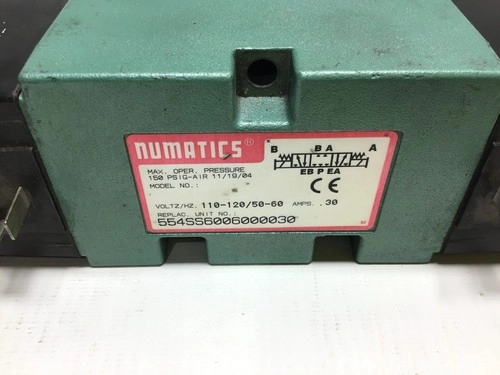 numatics®
B B A A
MAX. OPER. PRESSURE
150 PSIG-AIR 11/19/04
EB P EA
MODEL NO.:
CE
VOLTZ/HZ. 110-120/50-60 AMPS. .30
REPLAC. UNIT NO.:
554SS6006000030